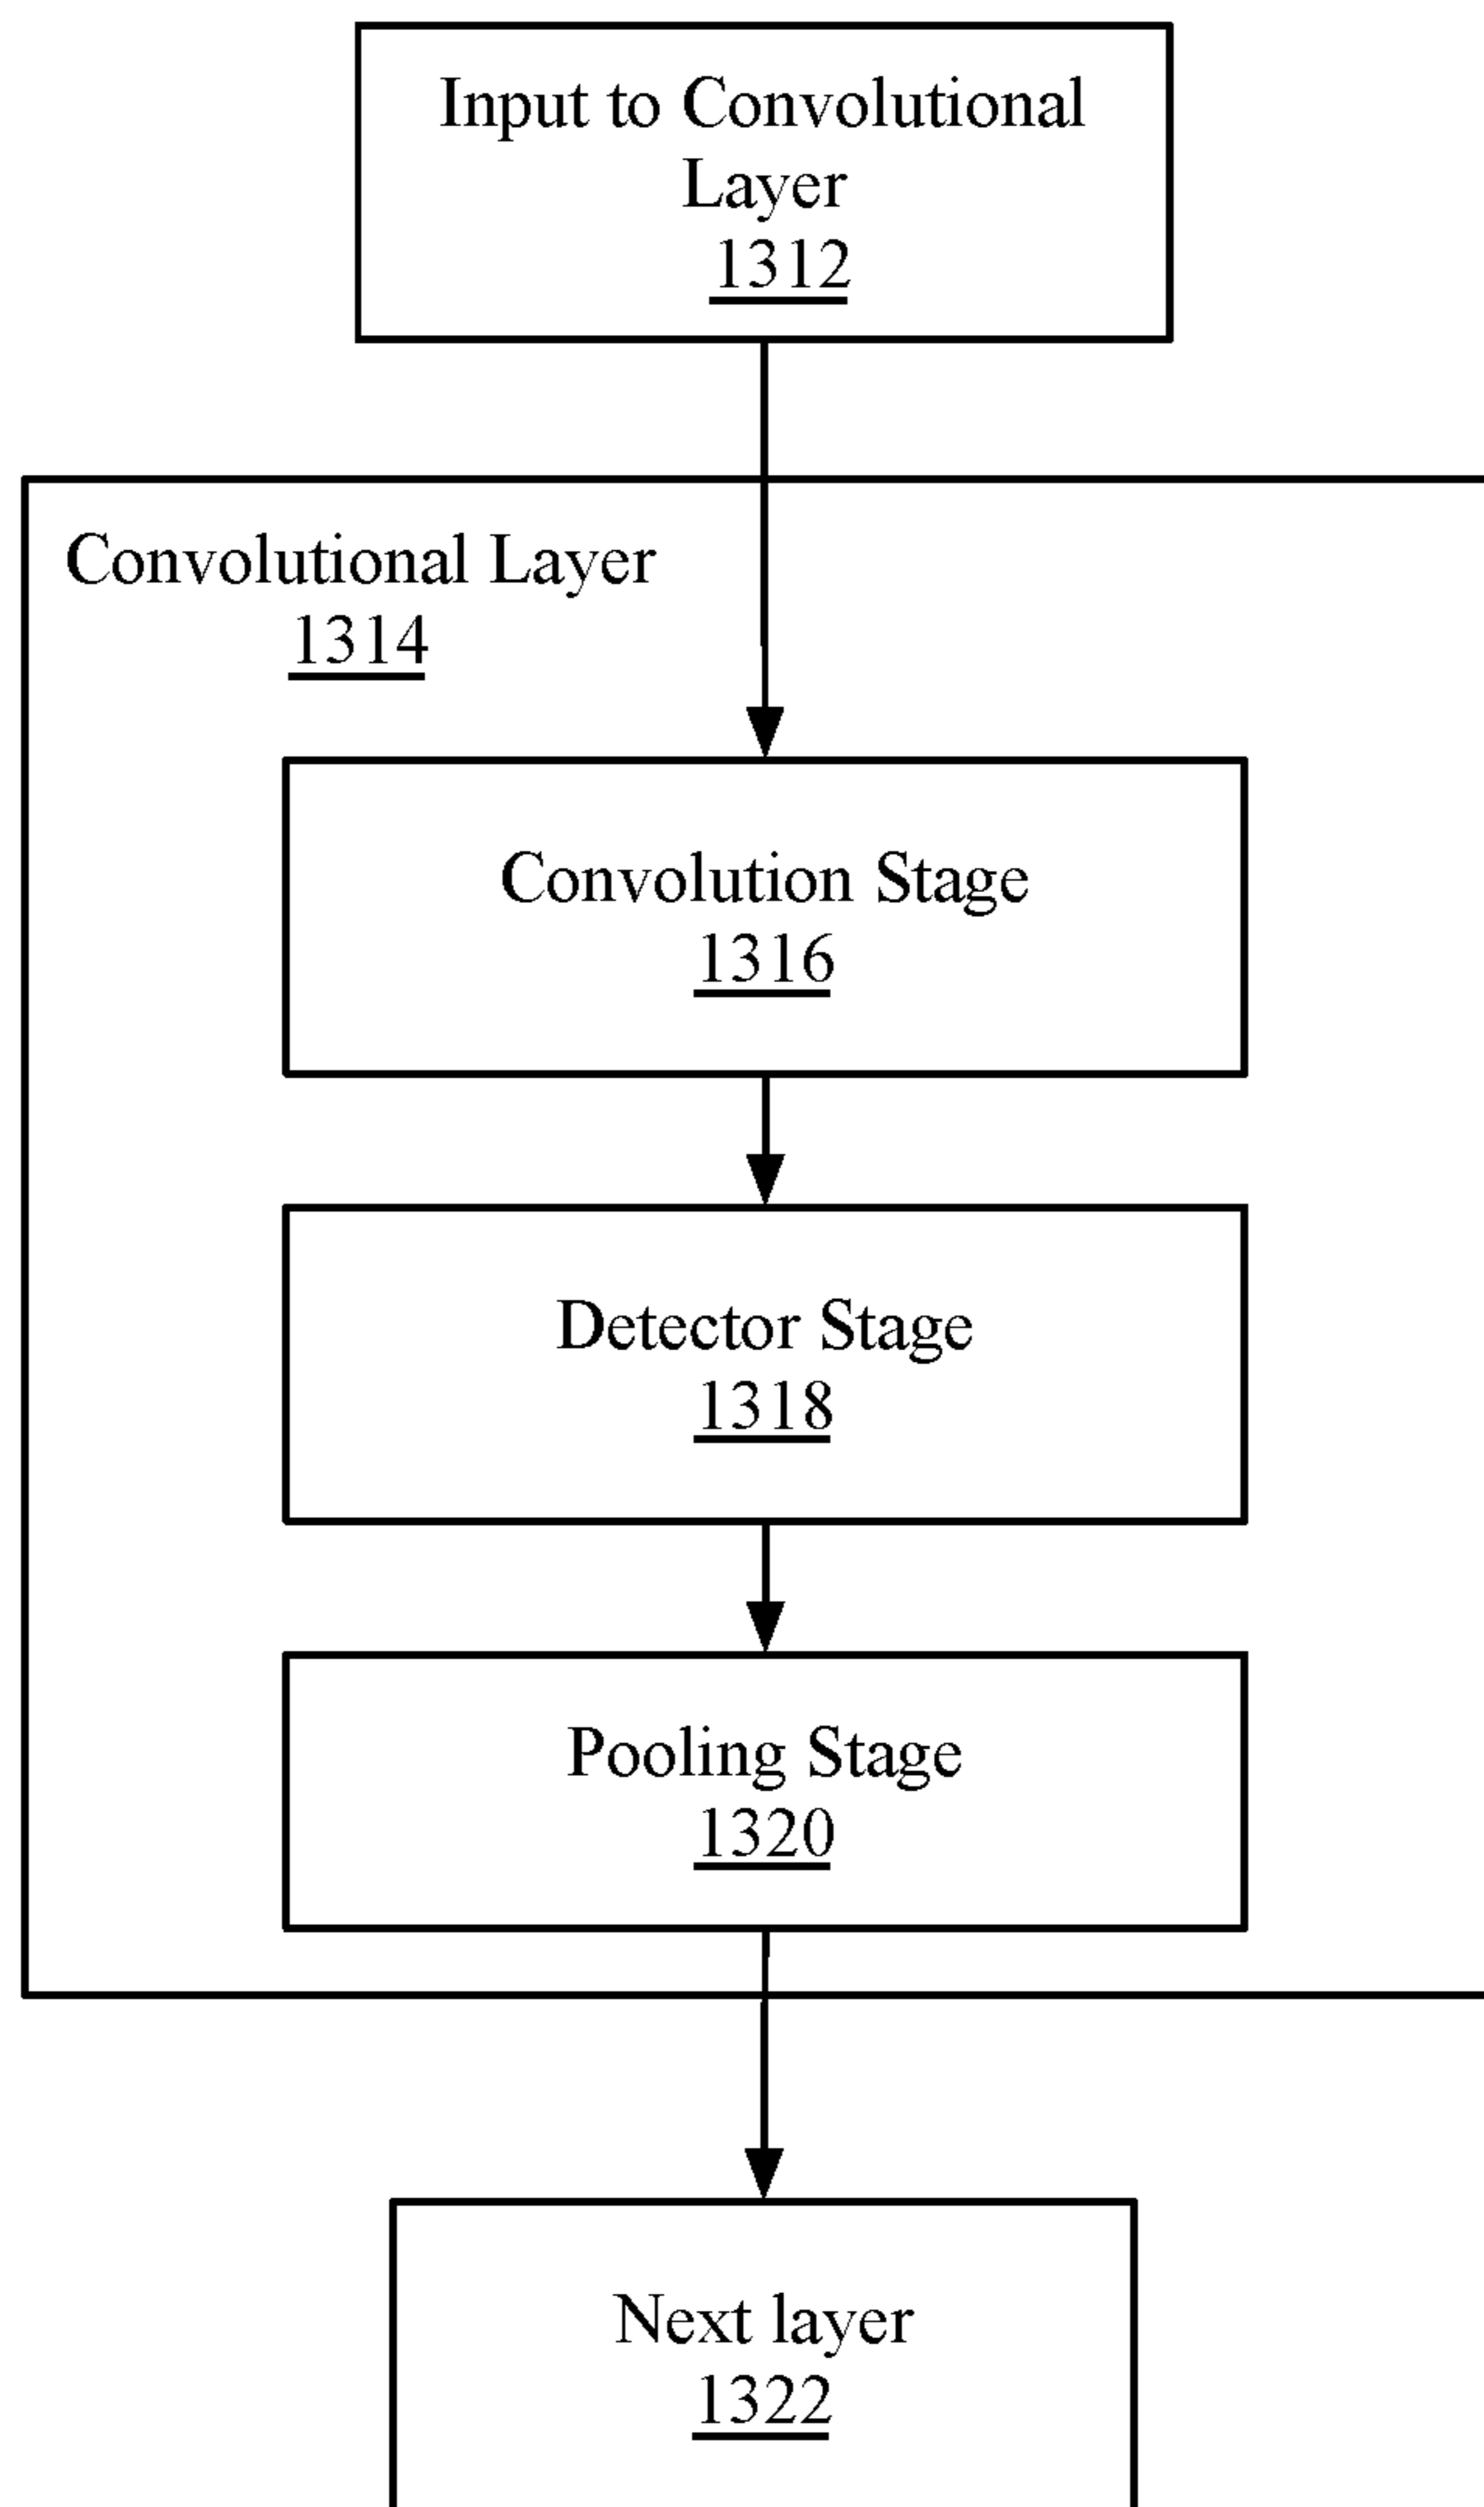 Input to Convolutional
Layer
1312
Convolutional Layer
1314
Convolution Stage
1316
Detector Stage
1318
Pooling Stage
1320
Next layer
1322